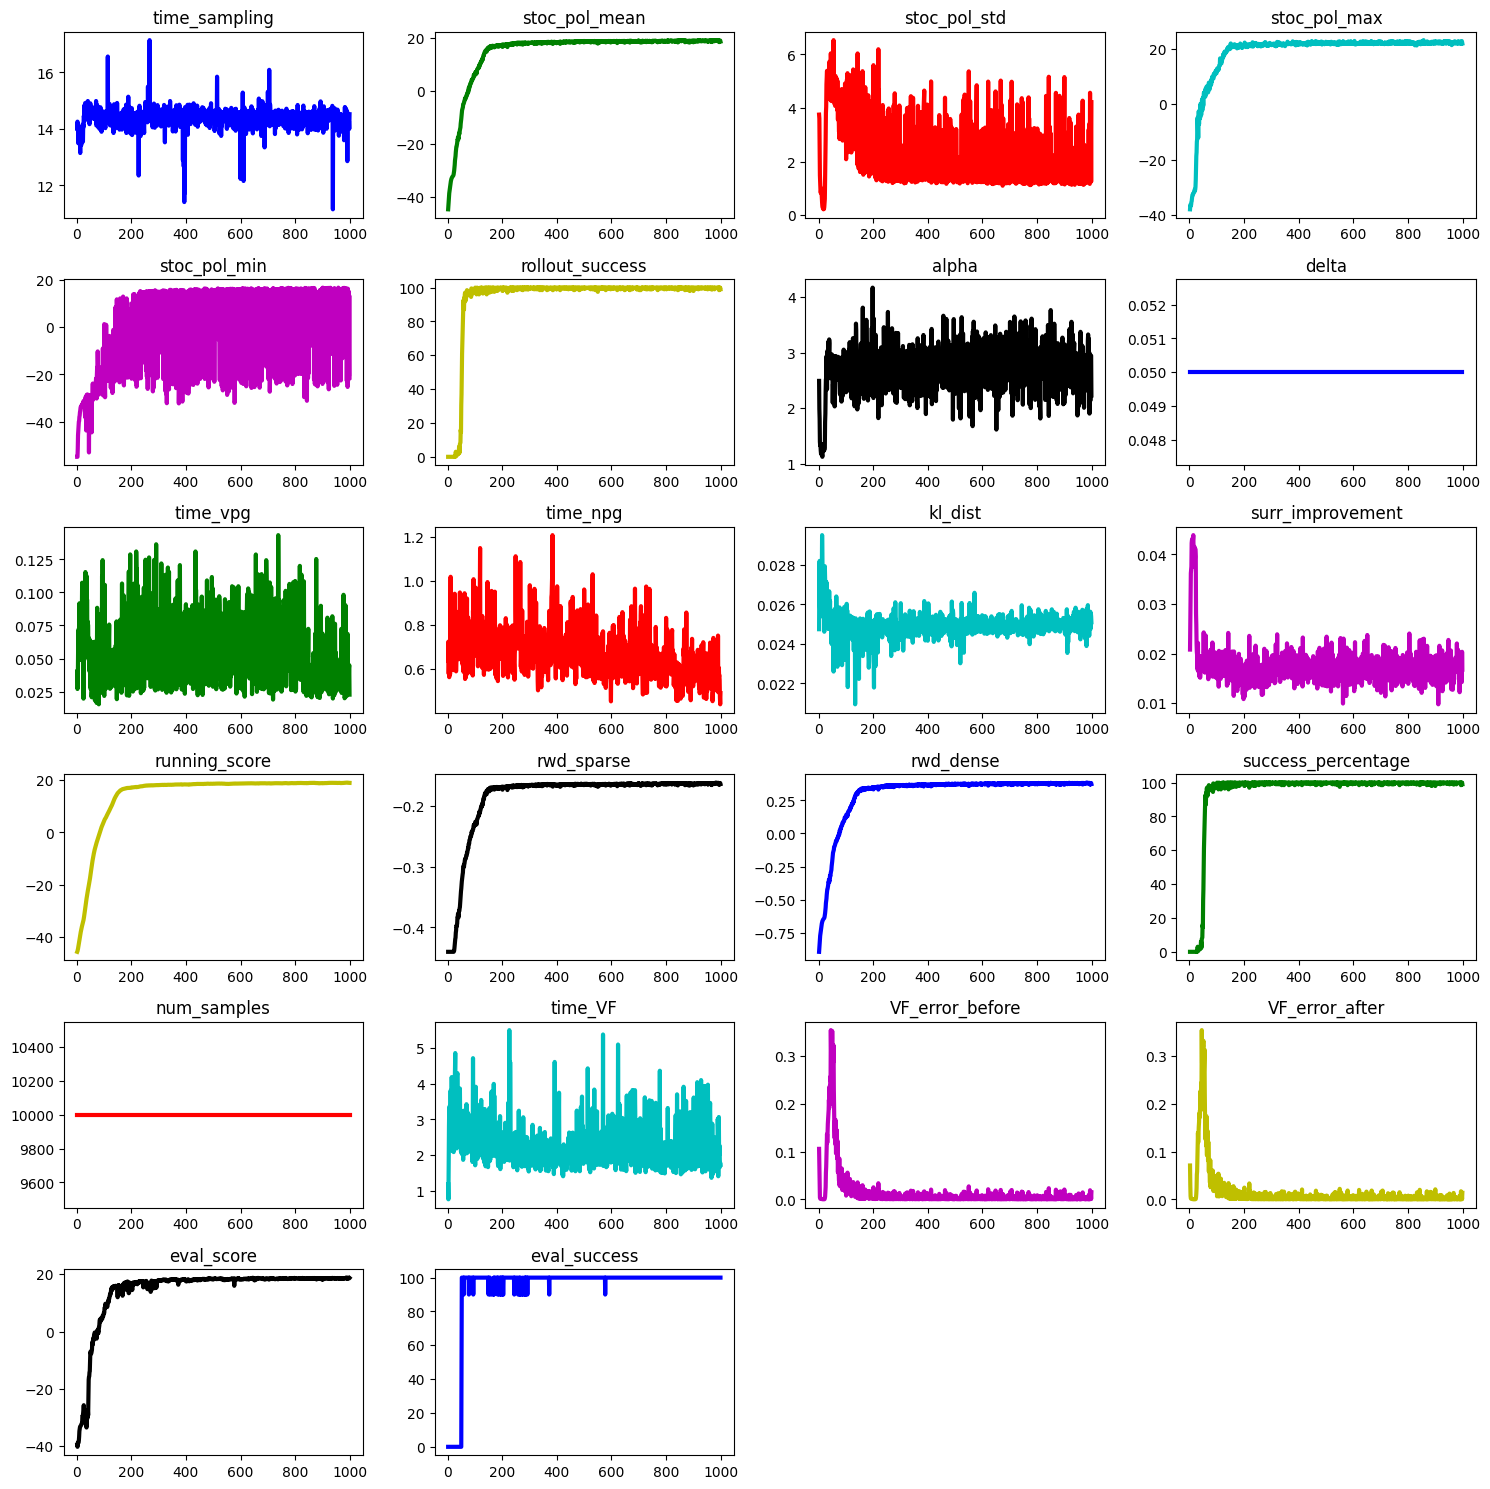 time_sampling
16
14
12
0 200 400 600 800 1000
stoc_pol_mean
20
0
−20
−40
0 200 400 600 800 1000
stoc_pol_std
6
4
2
0
0 200 400 600 800 1000
stoc_pol_max
20
0
−20
−40
0 200 400 600 800 1000
stoc_pol_min
20
0
−20
−40
0 200 400 600 800 1000
rollout_success
100
80
60
40
20
0
0 200 400 600 800 1000
alpha
4
3
2
1
0 200 400 600 800 1000
delta
0.052
0.051
0.050
0.049
0.048
0 200 400 600 800 1000
time_vpg
0.125
0.100
0.075
0.050
0.025
0 200 400 600 800 1000
time_npg
1.2
1.0
0.8
0.6
0 200 400 600 800 1000
kl_dist
0.028
0.026
0.024
0.022
0 200 400 600 800 1000
surr_improvement
0.04
0.03
0.02
0.01
0 200 400 600 800 1000
running_score
20
0
−20
−40
0 200 400 600 800 1000
rwd_sparse
−0.2
−0.3
−0.4
0 200 400 600 800 1000
rwd_dense
0.25
0.00
−0.25
−0.50
−0.75
0 200 400 600 800 1000
success_percentage
100
80
60
40
20
0
0 200 400 600 800 1000
num_samples
10400
10200
10000
9800
9600
0 200 400 600 800 1000
time_VF
5
4
3
2
1
0 200 400 600 800 1000
VF_error_before
0.3
0.2
0.1
0.0
0 200 400 600 800 1000
VF_error_after
0.3
0.2
0.1
0.0
0 200 400 600 800 1000
eval_score
20
0
−20
−40
0 200 400 600 800 1000
eval_success
100
80
60
40
20
0
0 200 400 600 800 1000